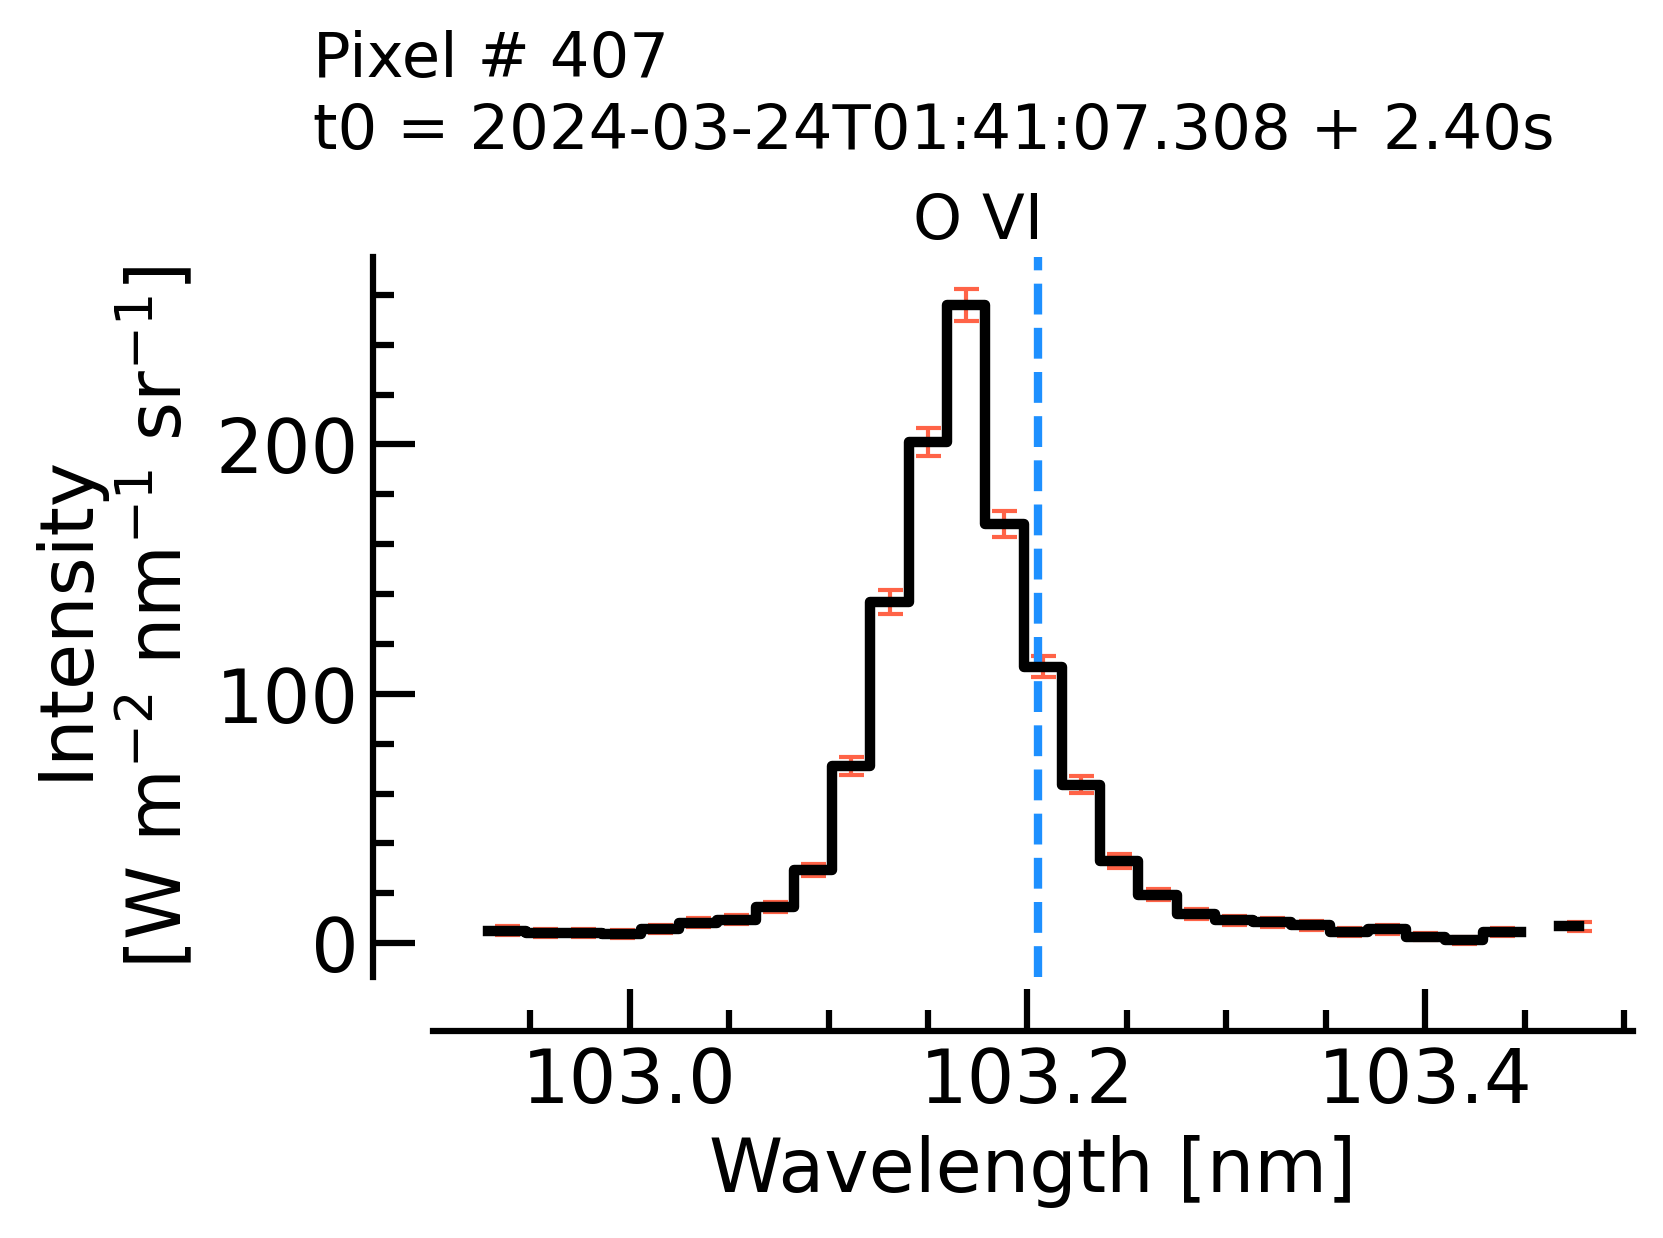 Pixel # 407
t0 = 2024-03-24T01:41:07.308 + 2.40s
O VI
Intensity
[W m⁻² nm⁻¹ sr⁻¹]
200
100
0
103.0 103.2 103.4
Wavelength [nm]